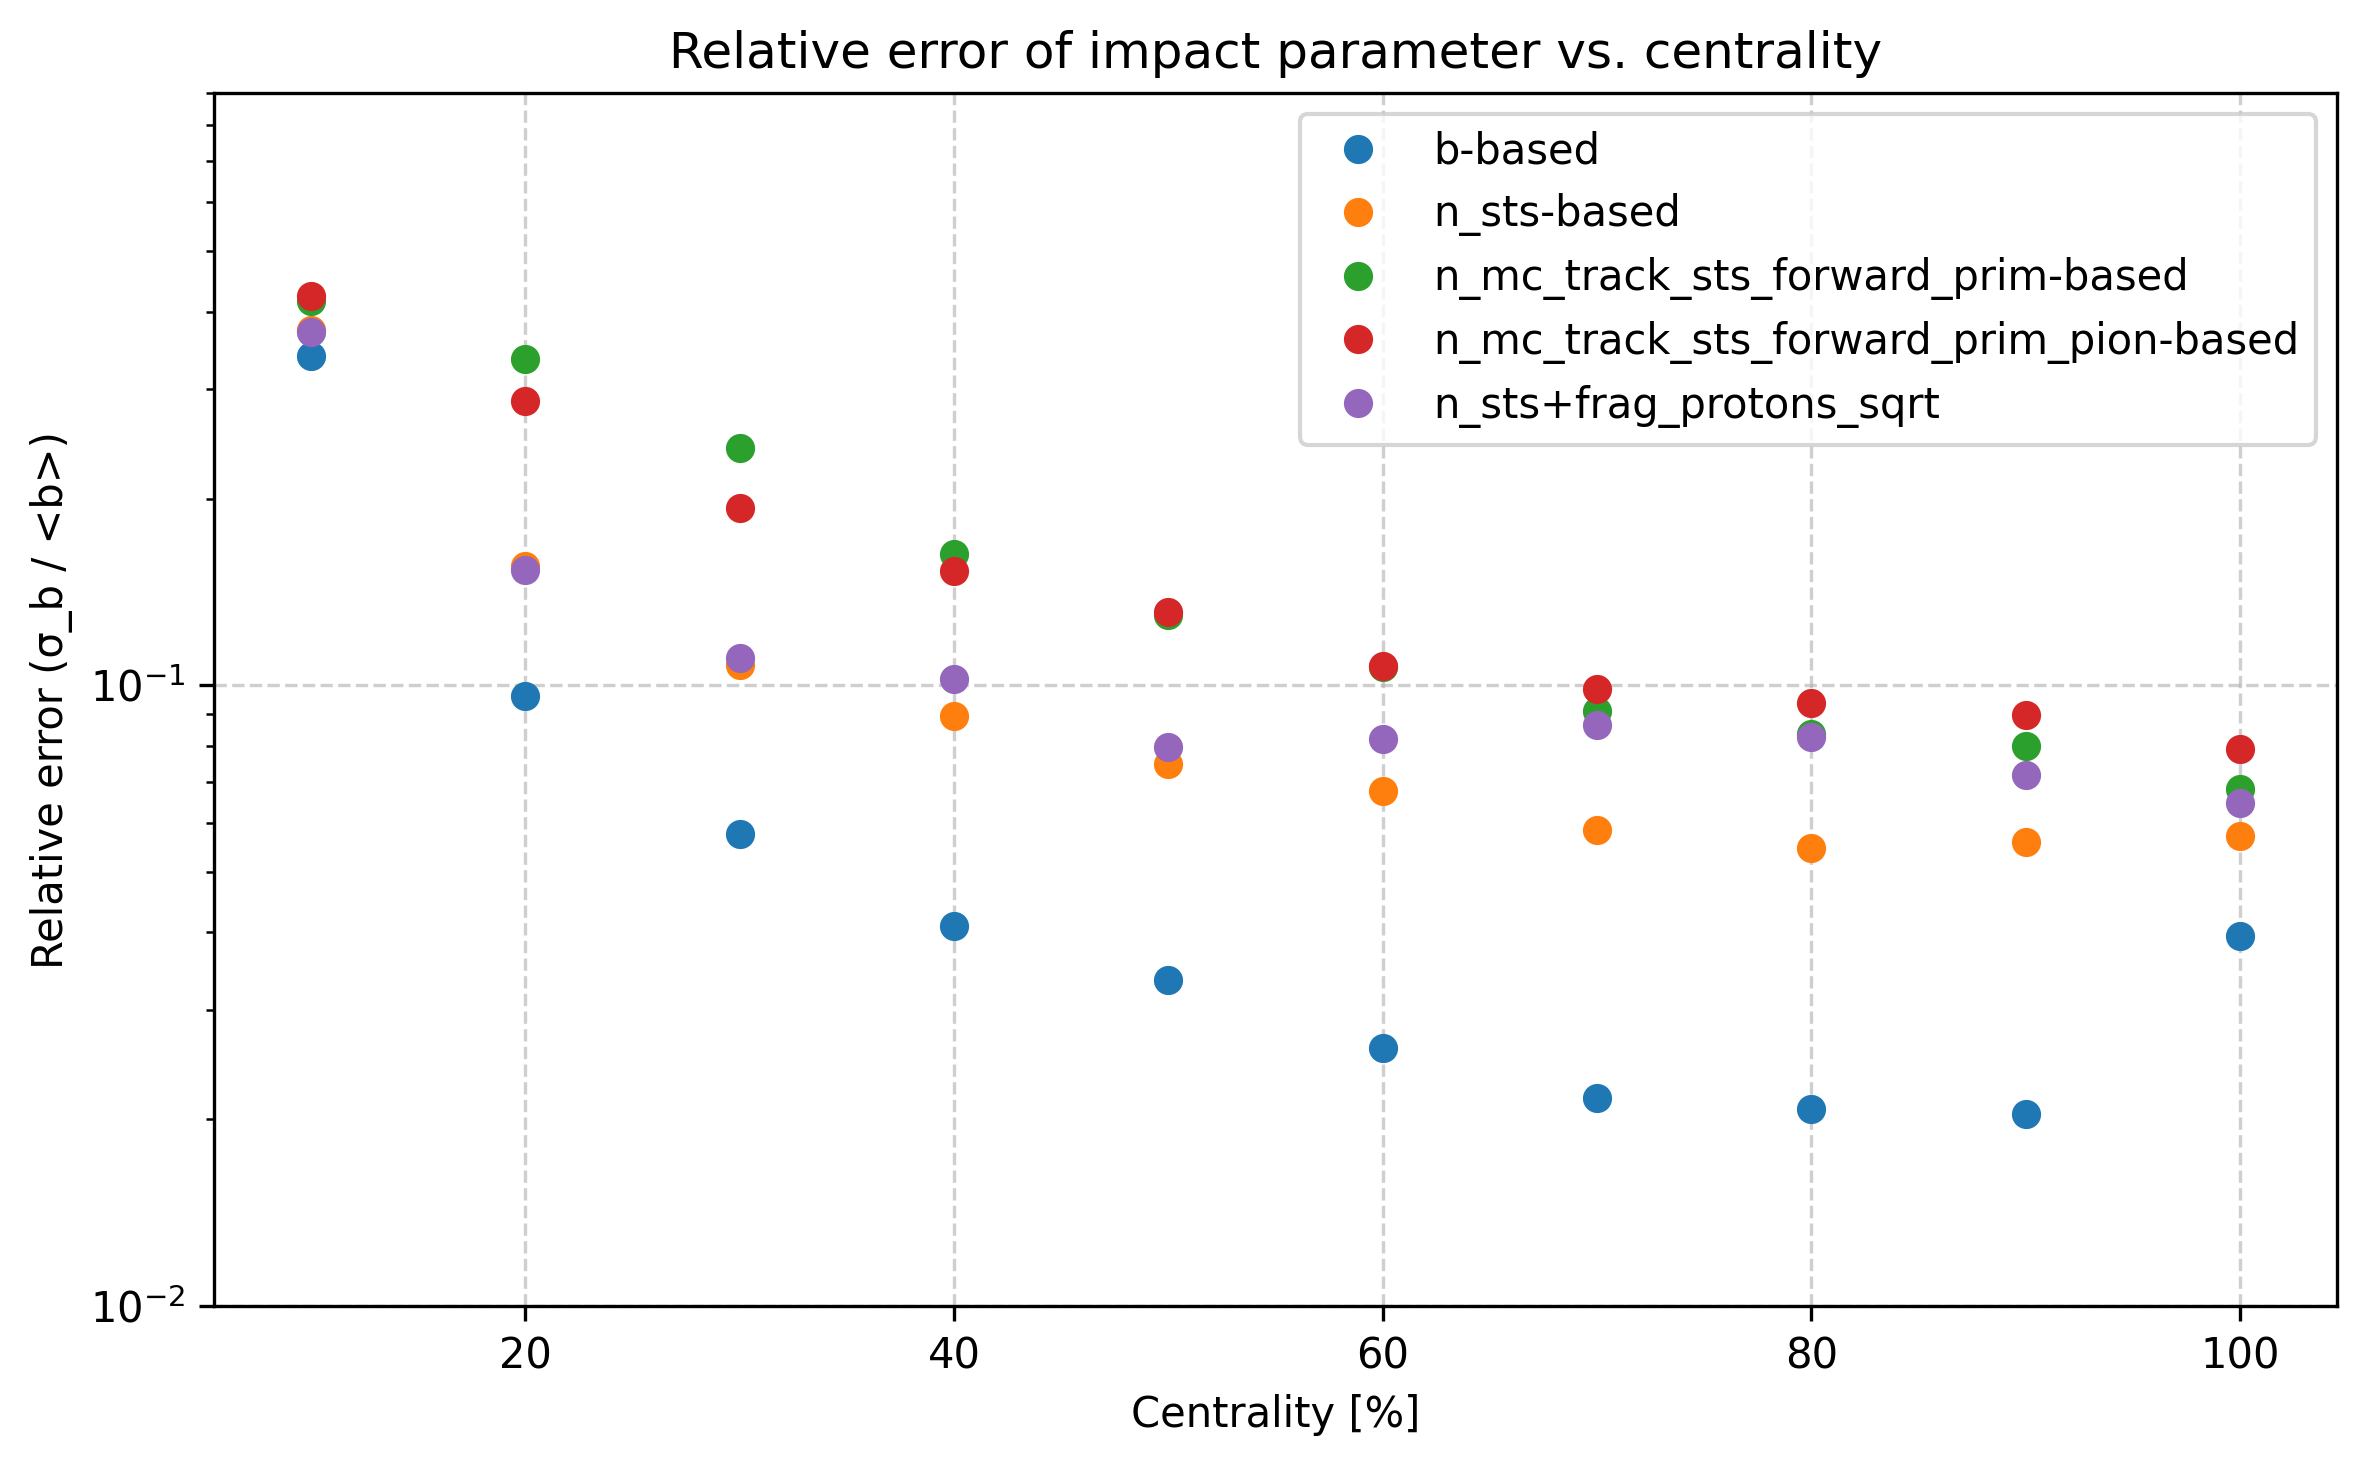 Relative error of impact parameter vs. centrality
b-based
n_sts-based
n_mc_track_sts_forward_prim-based
n_mc_track_sts_forward_prim_pion-based
n_sts+frag_protons_sqrt
Relative error (σ_b / <b>)
10⁻¹
10⁻²
20 40 60 80 100
Centrality [%]